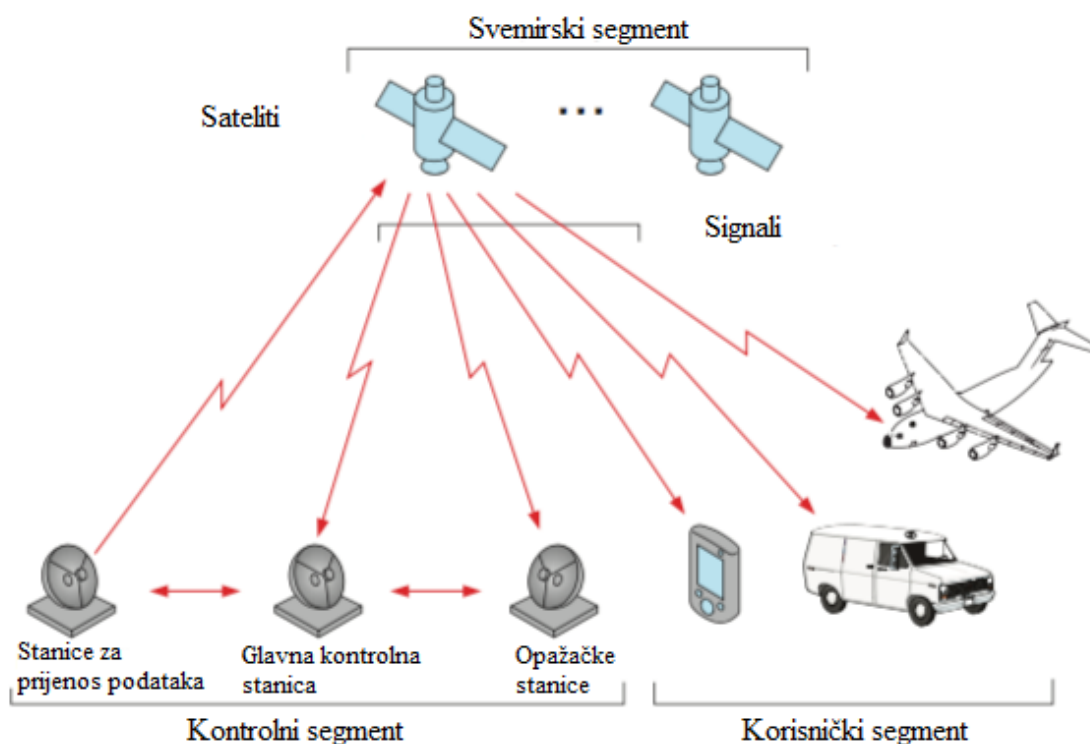 Svemirski segment
Sateliti
...
Signali
Stanice za
prijenos podataka
Glavna kontrolna
stanica
Opažačke
stanice
Kontrolni segment
Korisnički segment